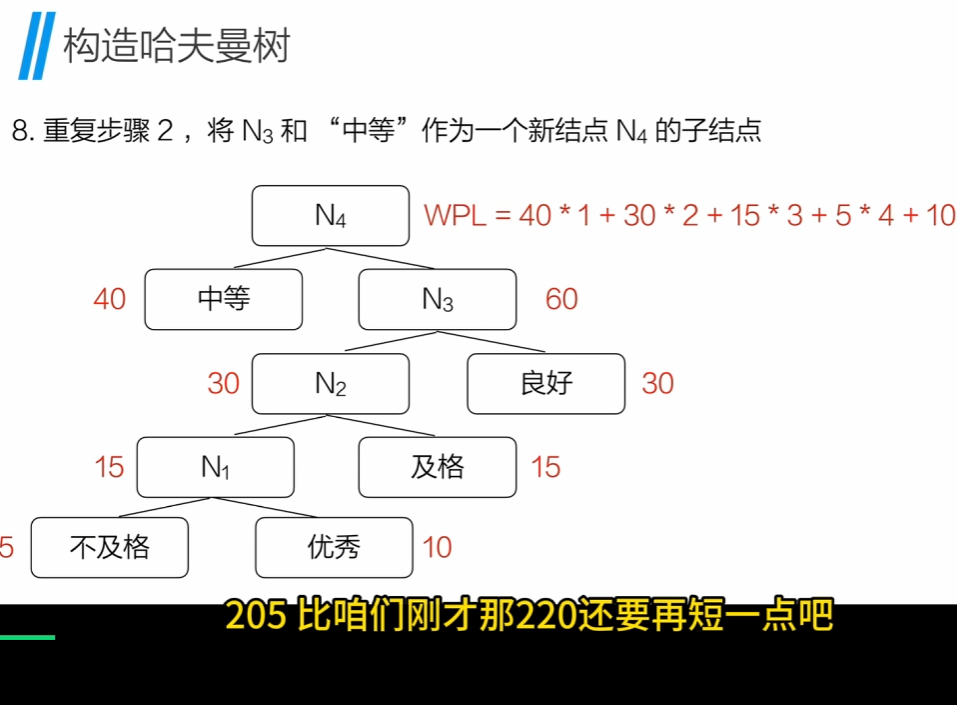 构造哈夫曼树
8. 重复步骤 2 ，将 N₃ 和 “中等”作为一个新结点 N₄ 的子结点
N₄ WPL = 40 * 1 + 30 * 2 + 15 * 3 + 5 * 4 + 10
40 中等 N₃ 60
30 N₂ 良好 30
15 N₁ 及格 15
5 不及格 优秀 10
205 比咱们刚才那220还要再短一点吧